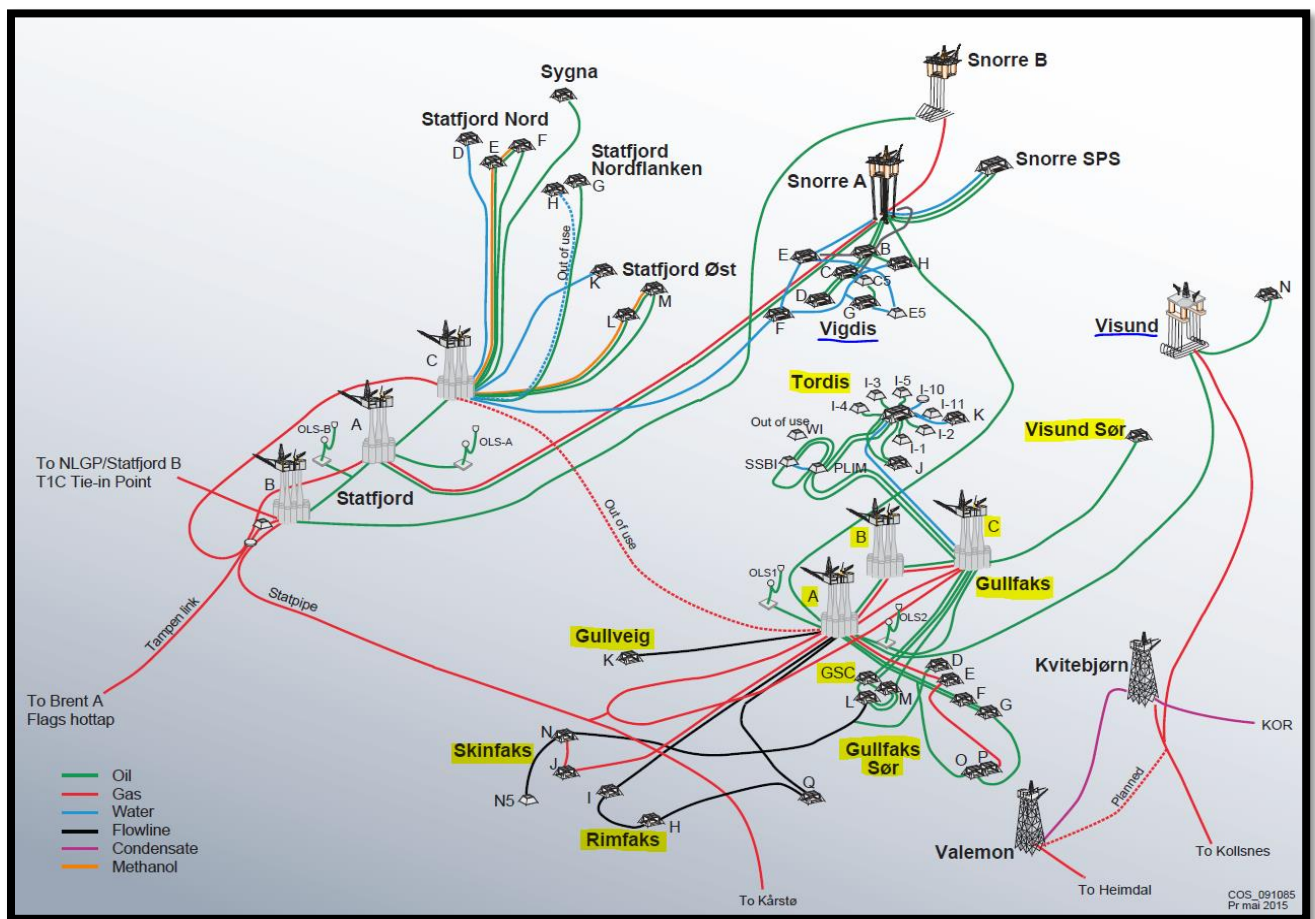 Snorre B
Sygna
Statfjord Nord
D
E
F
Statfjord
Nordflanken
G
H
Out of use
Snorre A
Snorre SPS
E
B
H
C
C5
D
G
E5
F
Vigdis
K
Statfjord Øst
M
L
N
Visund
C
A
B
OLS-B
OLS-A
Statfjord
To NLGP/Statfjord B
T1C Tie-in Point
Tordis
I-3
I-5
I-10
I-4
I-11
K
I-2
I-1
J
Out of use
WI
SSBI
PLIM
Visund Sør
B
C
Gullfaks
A
OLS1
OLS2
Out of use
Statpipe
Tampen link
To Brent A
Flags hottap
Gullveig
K
GSC
L
M
D
E
F
G
Kvitebjørn
KOR
Skinfaks
N
J
N5
I
H
Rimfaks
Q
Gullfaks
Sør
O
P
Planned
Valemon
To Kollsnes
To Heimdal
To Kårstø
Oil
Gas
Water
Flowline
Condensate
Methanol
COS_091085
Pr mai 2015